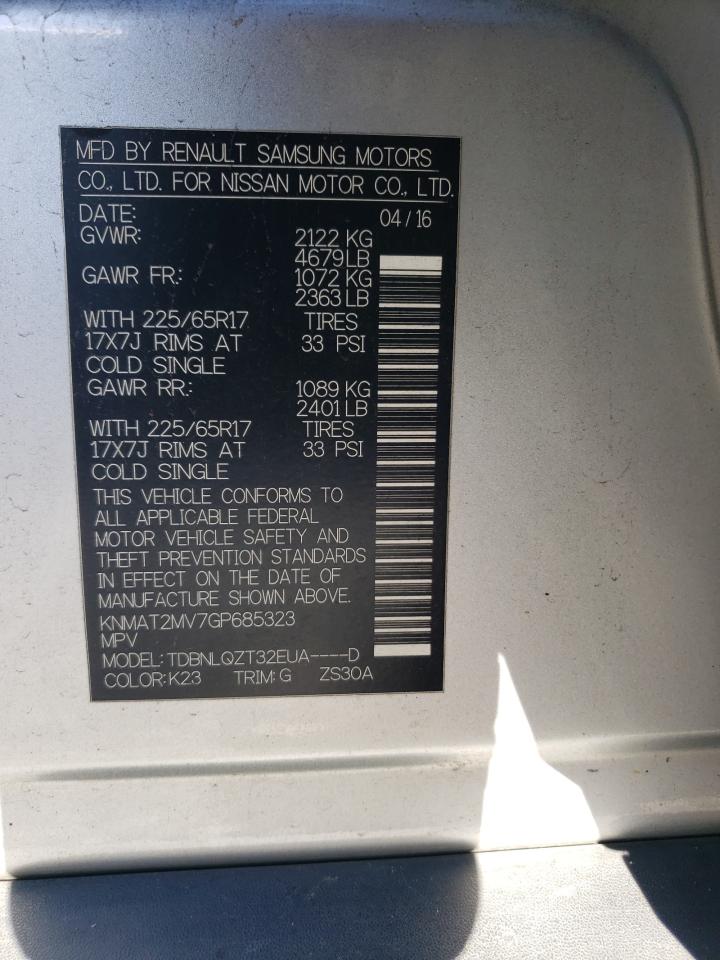 MFD BY RENAULT SAMSUNG MOTORS
CO., LTD. FOR NISSAN MOTOR CO., LTD.
DATE: 04 / 16
GVWR: 2122 KG
4679 LB
GAWR FR.: 1072 KG
2363 LB
WITH 225/65R17 TIRES
17X7J RIMS AT 33 PSI
COLD SINGLE
GAWR RR.: 1089 KG
2401 LB
WITH 225/65R17 TIRES
17X7J RIMS AT 33 PSI
COLD SINGLE
THIS VEHICLE CONFORMS TO
ALL APPLICABLE FEDERAL
MOTOR VEHICLE SAFETY AND
THEFT PREVENTION STANDARDS
IN EFFECT ON THE DATE OF
MANUFACTURE SHOWN ABOVE.
KNMAT2MV7GP685323
MPV
MODEL: TDBNLQZT32EUA----D
COLOR: K23 TRIM: G ZS30A